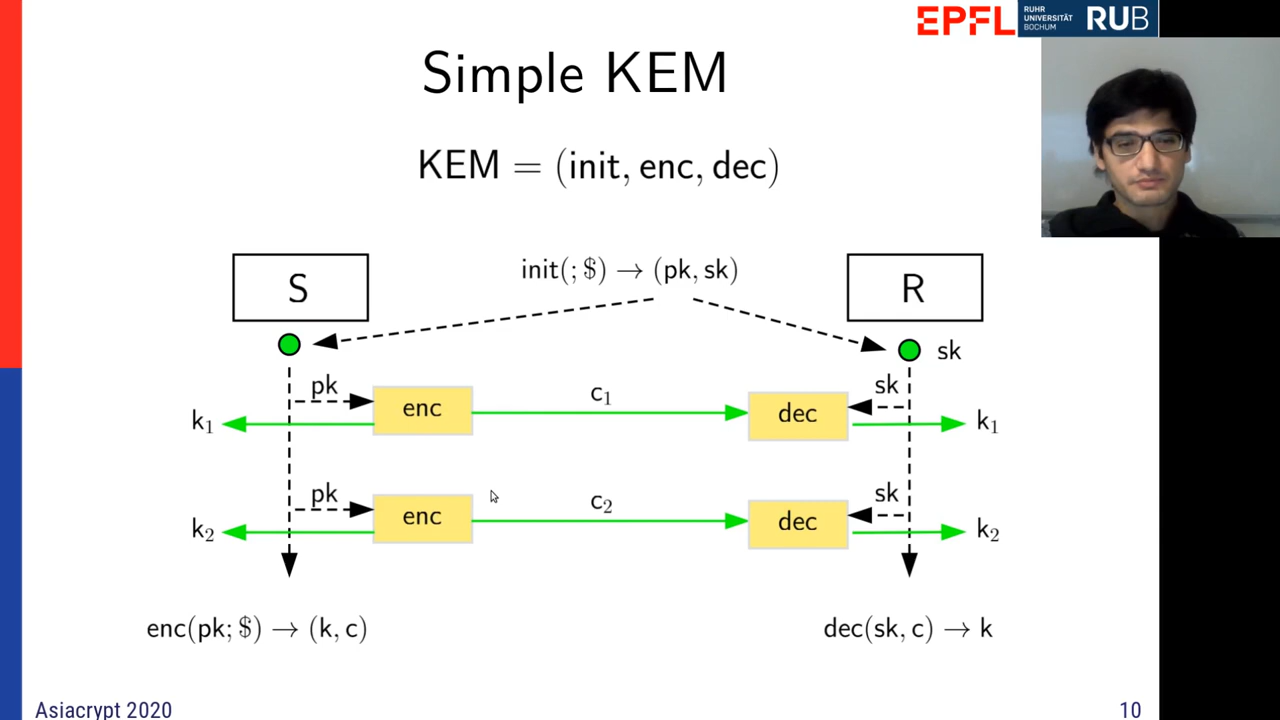 EPFL RUHR UNIVERSITÄT BOCHUM RUB
Simple KEM
KEM = (init, enc, dec)
S
init(; $) → (pk, sk)
R
sk
pk
enc
c₁
dec
sk
k₁
k₁
pk
enc
c₂
dec
sk
k₂
k₂
enc(pk; $) → (k, c)
dec(sk, c) → k
Asiacrypt 2020
10